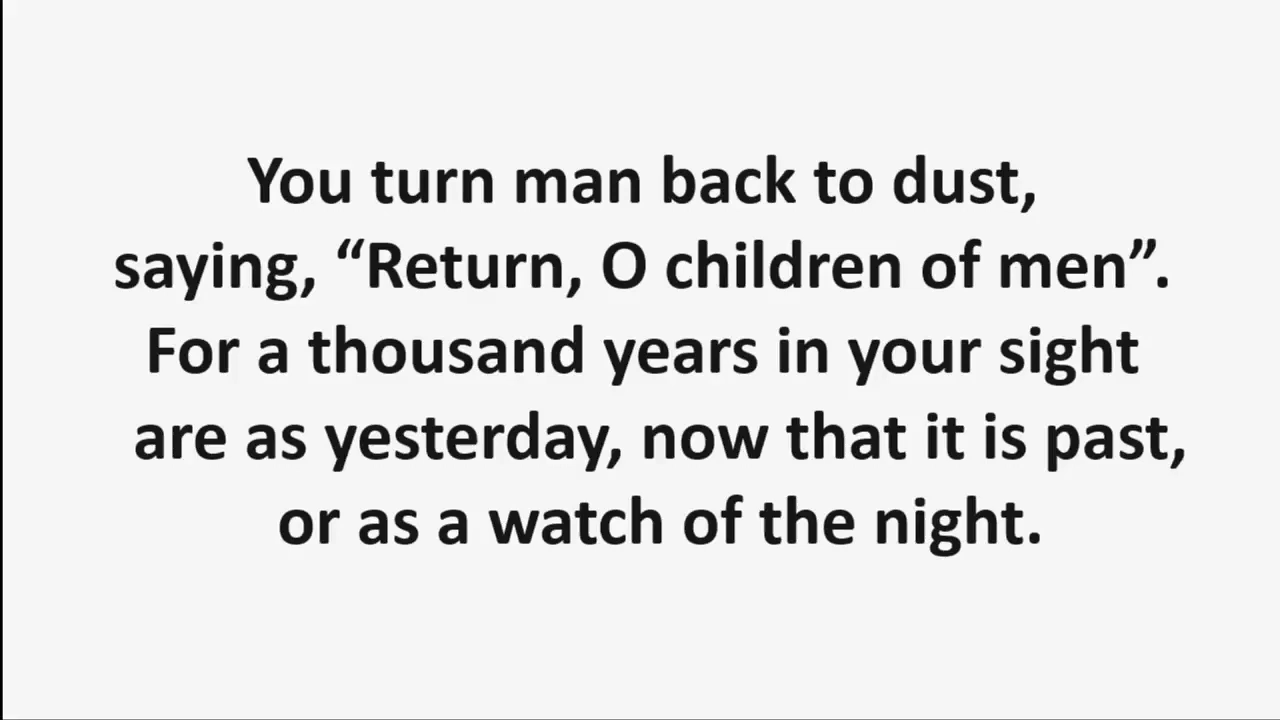 You turn man back to dust,
saying, “Return, O children of men”.
For a thousand years in your sight
are as yesterday, now that it is past,
or as a watch of the night.